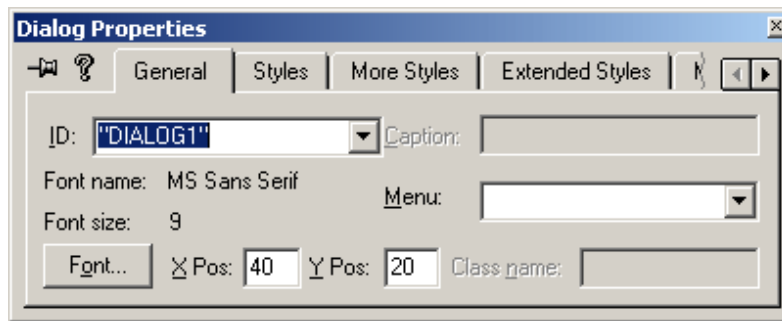 Dialog Properties
General Styles More Styles Extended Styles
ID: "DIALOG1" Caption:
Font name: MS Sans Serif
Menu:
Font size: 9
Font... X Pos: 40 Y Pos: 20 Class name: